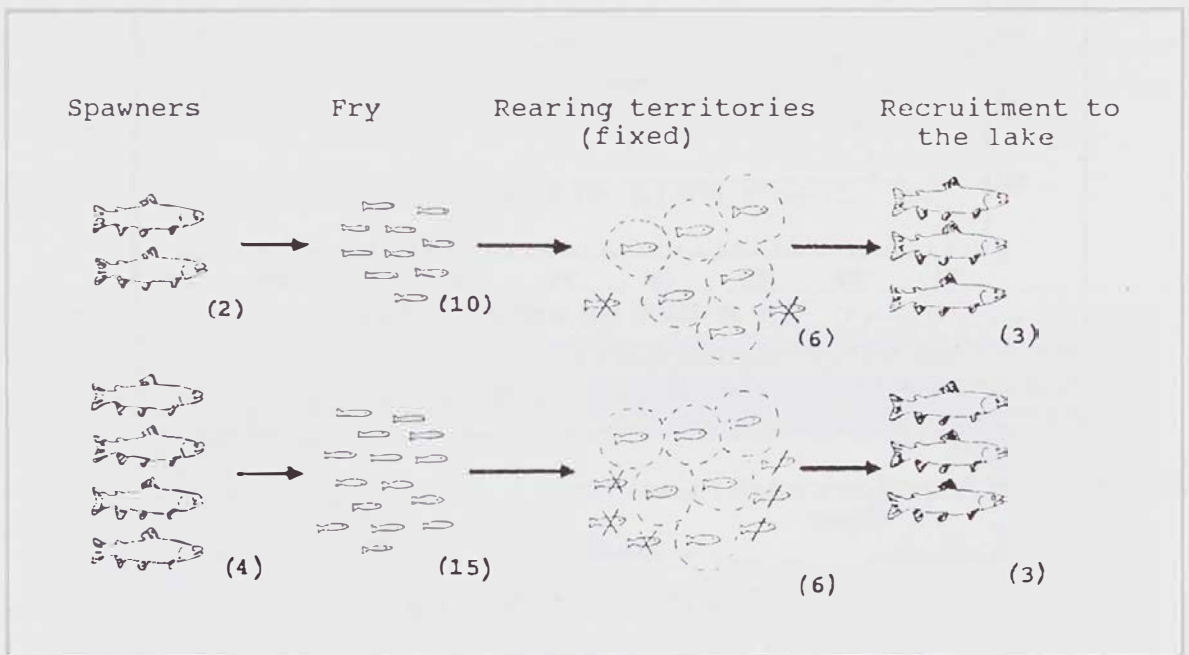 Spawners Fry Rearing territories Recruitment to
(fixed) the lake
(2) (10) (6) (3)
(4) (15) (6) (3)